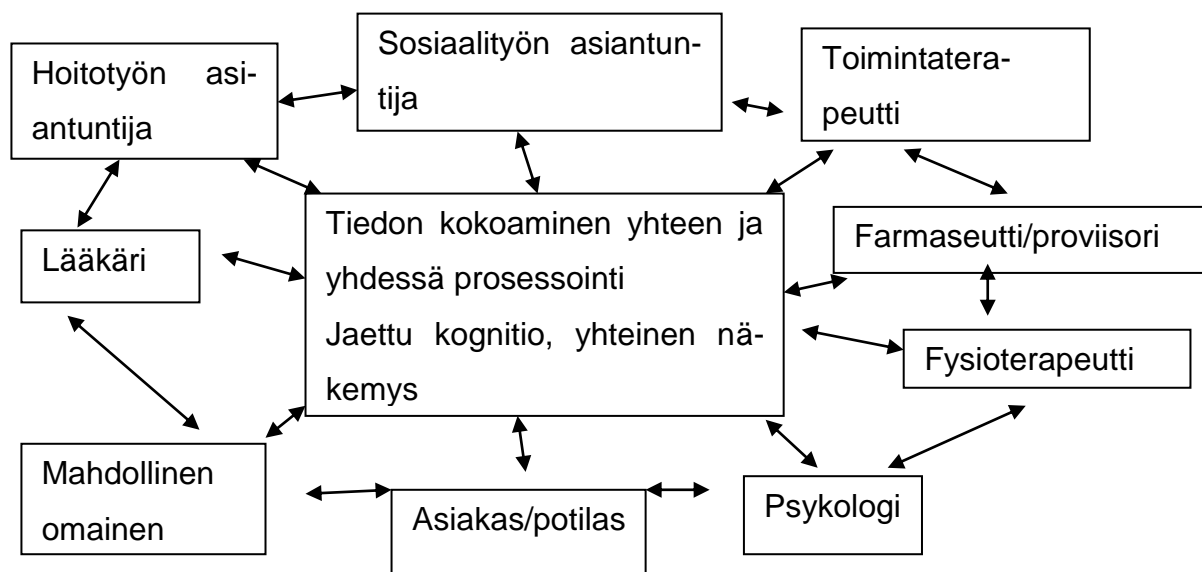 Hoitotyön asi-
antuntija
Sosiaalityön asiantun-
tija
Toimintatera-
peutti
Lääkäri
Tiedon kokoaminen yhteen ja
yhdessä prosessointi
Jaettu kognitio, yhteinen nä-
kemys
Farmaseutti/proviisori
Fysioterapeutti
Mahdollinen
omainen
Asiakas/potilas
Psykologi